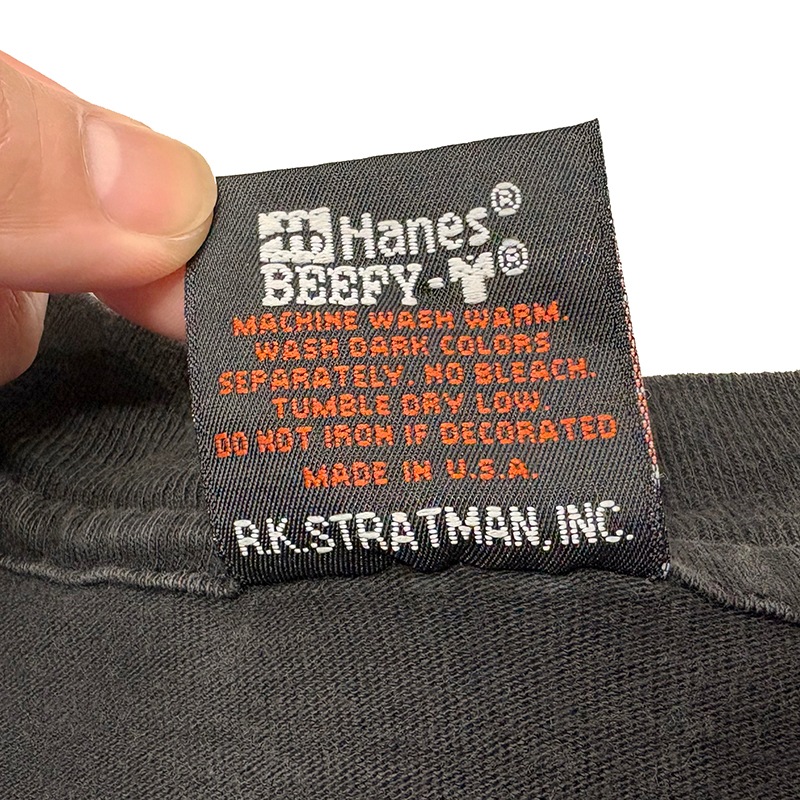 Hanes®
BEEFY-T®
MACHINE WASH WARM.
WASH DARK COLORS
SEPARATELY. NO BLEACH.
TUMBLE DRY LOW.
DO NOT IRON IF DECORATED
MADE IN U.S.A.
R.K. STRATMAN, INC.